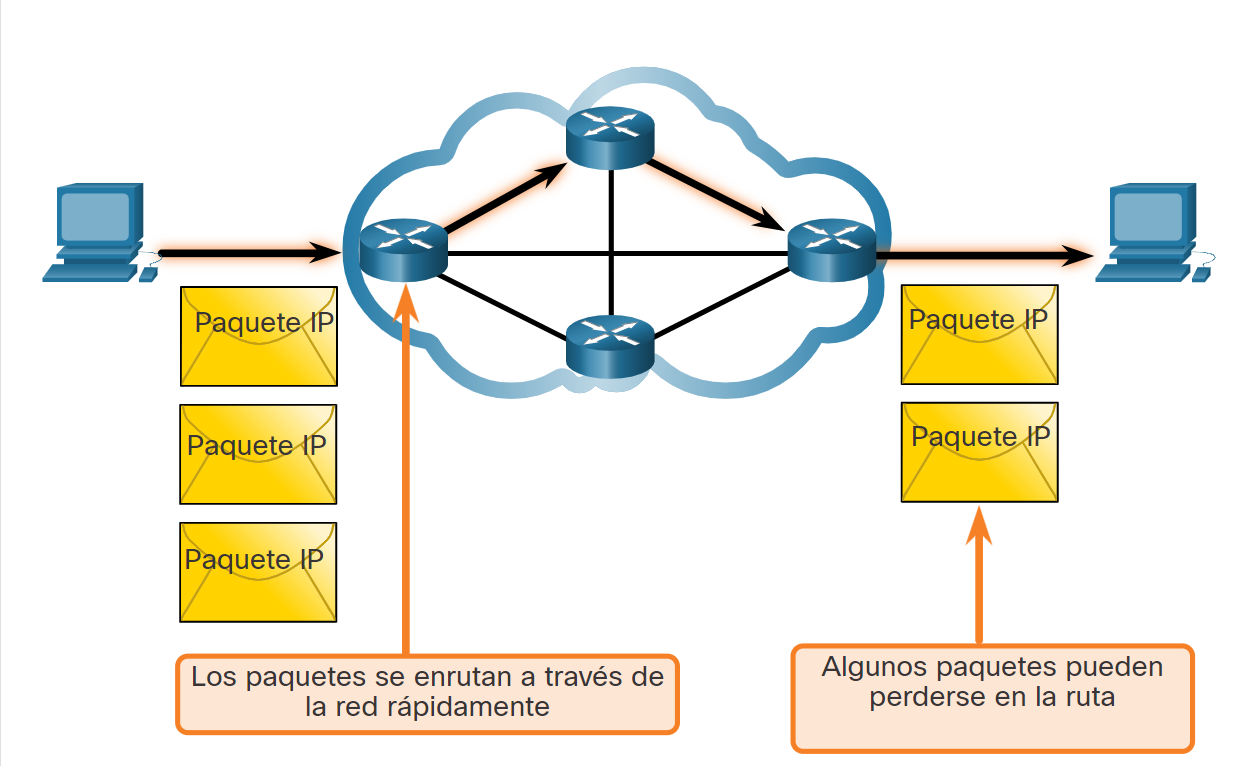 Paquete IP
Paquete IP
Paquete IP
Paquete IP
Paquete IP
Los paquetes se enrutan a través de
la red rápidamente
Algunos paquetes pueden
perderse en la ruta